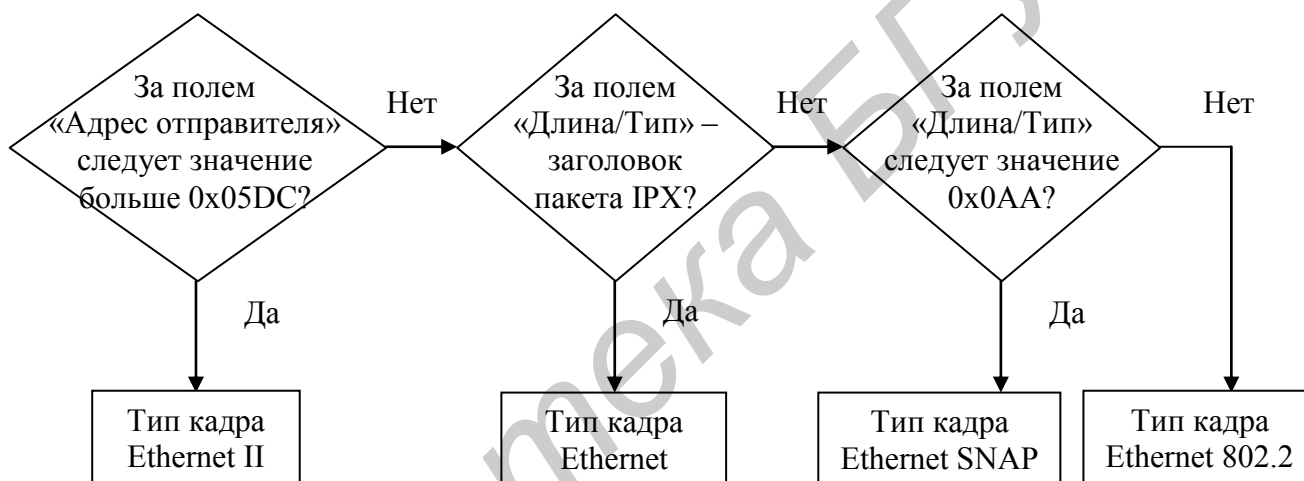 За полем
«Адрес отправителя»
следует значение
больше 0x05DC?
Нет
За полем
«Длина/Тип» –
заголовок
пакета IPX?
Нет
За полем
«Длина/Тип»
следует значение
0x0AA?
Нет
Да
Да
Да
Тип кадра
Ethernet II
Тип кадра
Ethernet
Тип кадра
Ethernet SNAP
Тип кадра
Ethernet 802.2
тека БГУ